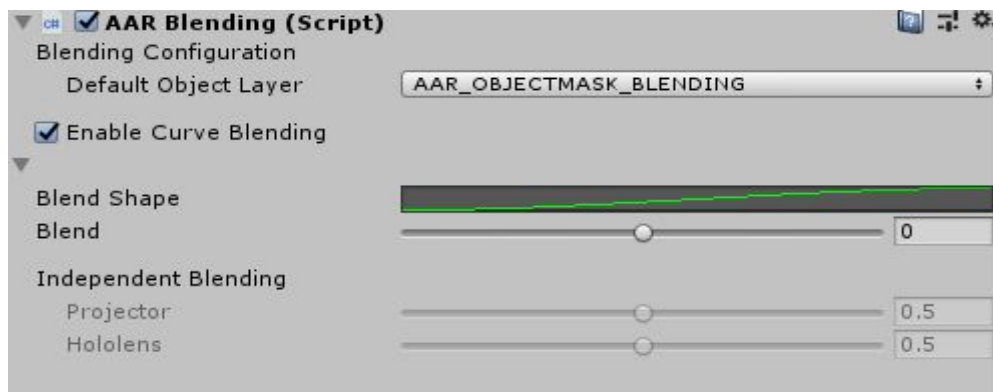 C# AAR Blending (Script)
Blending Configuration
Default Object Layer AAR_OBJECTMASK_BLENDING
Enable Curve Blending
Blend Shape
Blend 0
Independent Blending
Projector 0.5
Hololens 0.5